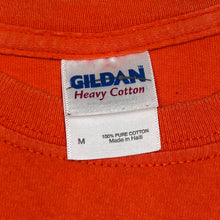 GILDAN
Heavy Cotton
M
100% PURE COTTON
Made in Haiti